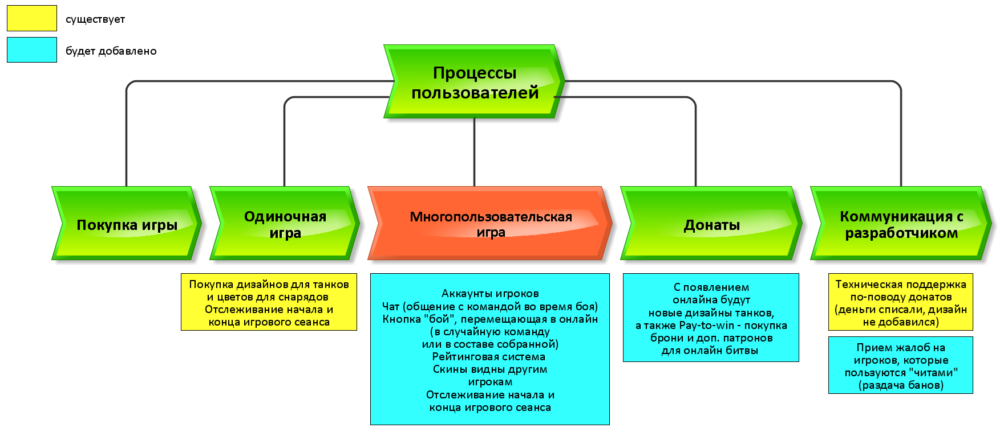 существует
будет добавлено
Процессы
пользователей
Покупка игры
Одиночная
игра
Многопользовательская
игра
Донаты
Коммуникация с
разработчиком
Покупка дизайнов для танков
и цветов для снарядов
Отслеживание начала и
конца игрового сеанса
Аккаунты игроков
Чат (общение с командой во время боя)
Кнопка "бой", перемещающая в онлайн
(в случайную команду
или в составе собранной)
Рейтинговая система
Скины видны другим
игрокам
Отслеживание начала и
конца игрового сеанса
С появлением
онлайна будут
новые дизайны танков,
а также Pay-to-win - покупка
брони и доп. патронов
для онлайн битвы
Техническая поддержка
по-поводу донатов
(деньги списали, дизайн
не добавился)
Прием жалоб на
игроков, которые
пользуются "читами"
(раздача банов)